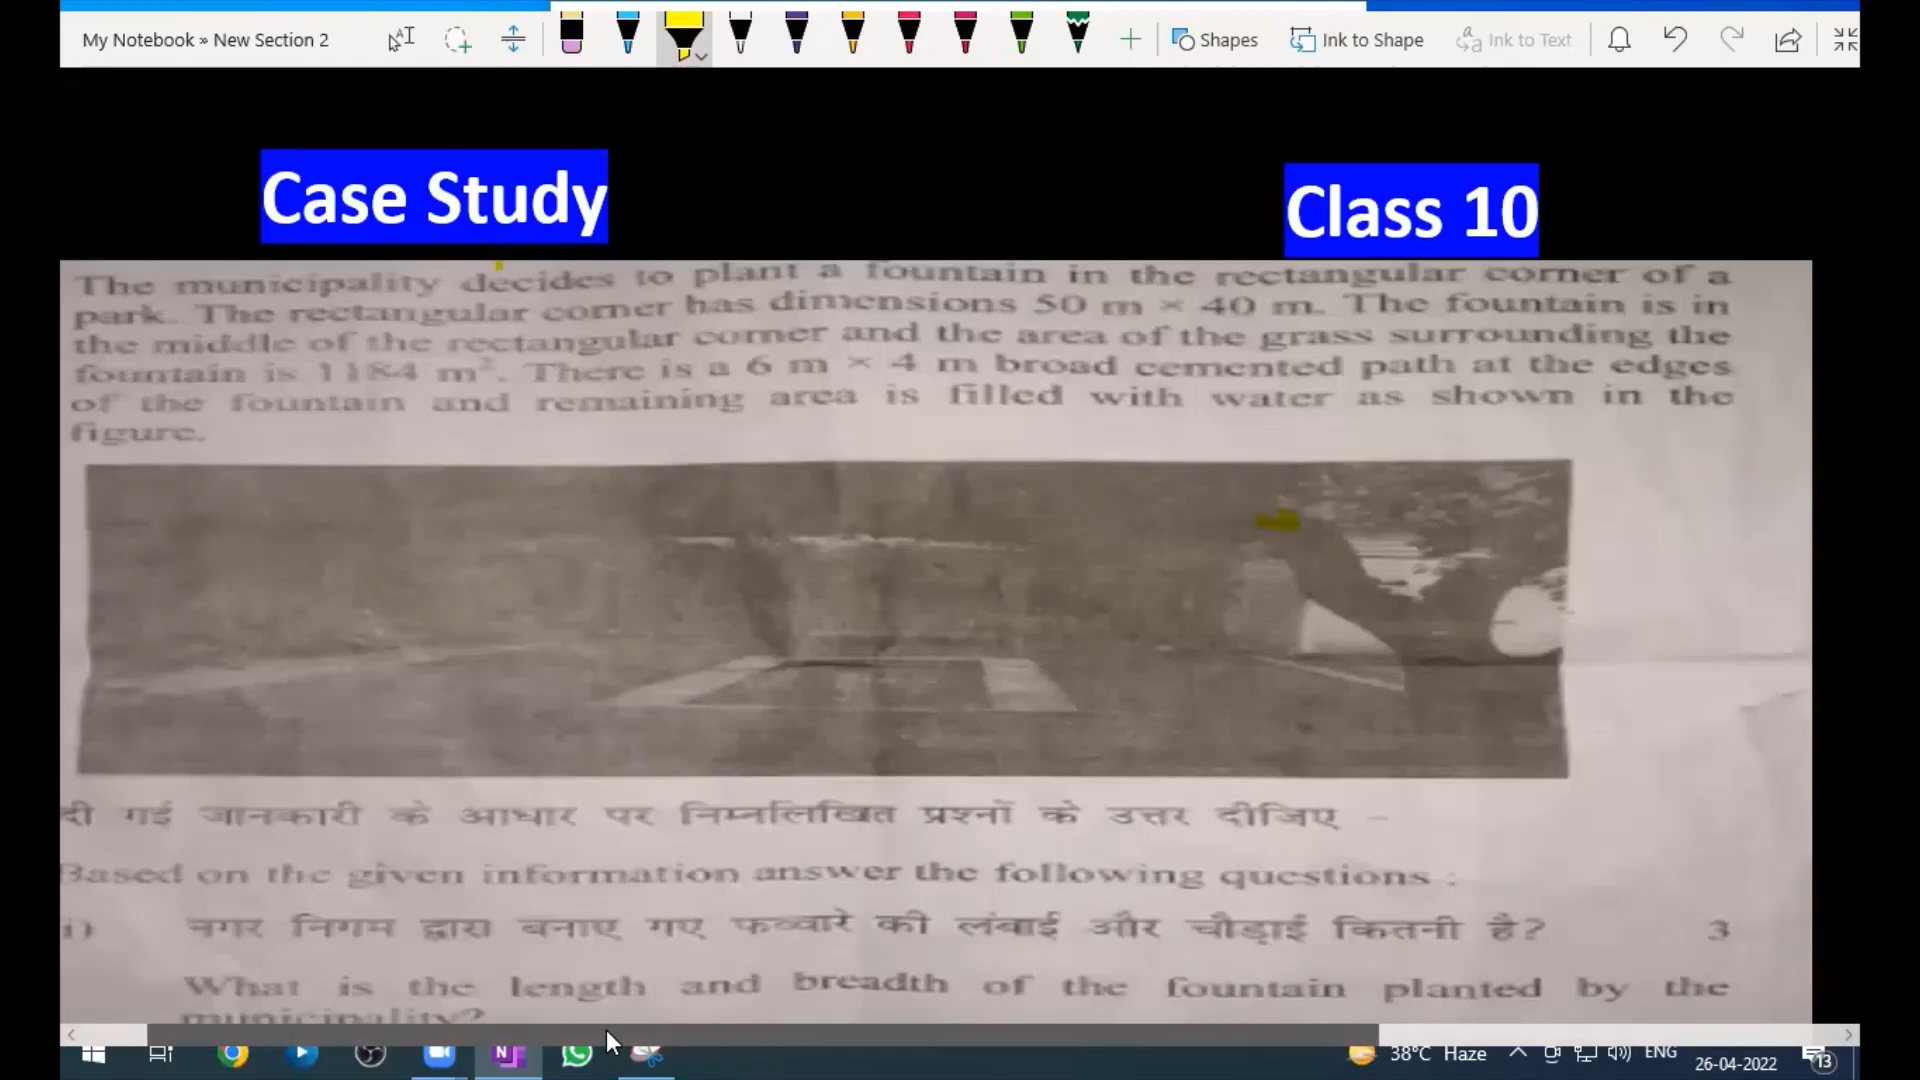 My Notebook » New Section 2
Shapes
Ink to Shape
Ink to Text
Case Study
Class 10
The municipality decides to plant a fountain in the rectangular corner of a
park. The rectangular corner has dimensions 50 m × 40 m. The fountain is in
the middle of the rectangular corner and the area of the grass surrounding the
fountain is 1184 m². There is a 6 m × 4 m broad cemented path at the edges
of the fountain and remaining area is filled with water as shown in the
figure.
दी गई जानकारी के आधार पर निम्नलिखित प्रश्नों के उत्तर दीजिए –
Based on the given information answer the following questions :
i) नगर निगम द्वारा बनाए गए फव्वारे की लंबाई और चौड़ाई कितनी है? 3
What is the length and breadth of the fountain planted by the
municipality?
38°C Haze
ENG
26-04-2022
13